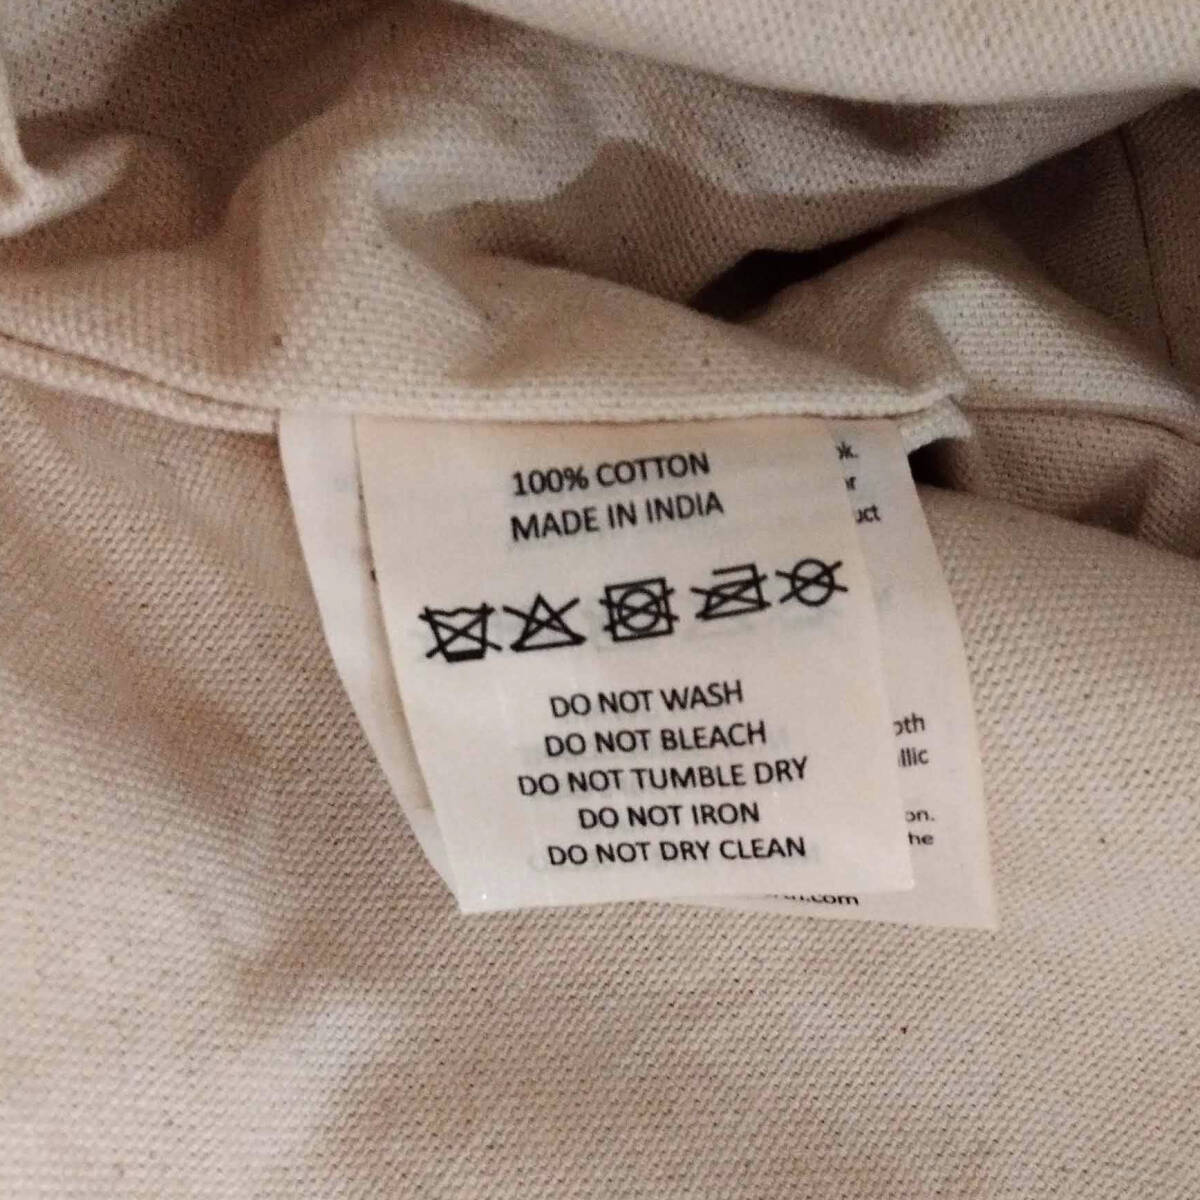 100% COTTON
MADE IN INDIA
DO NOT WASH
DO NOT BLEACH
DO NOT TUMBLE DRY
DO NOT IRON
DO NOT DRY CLEAN